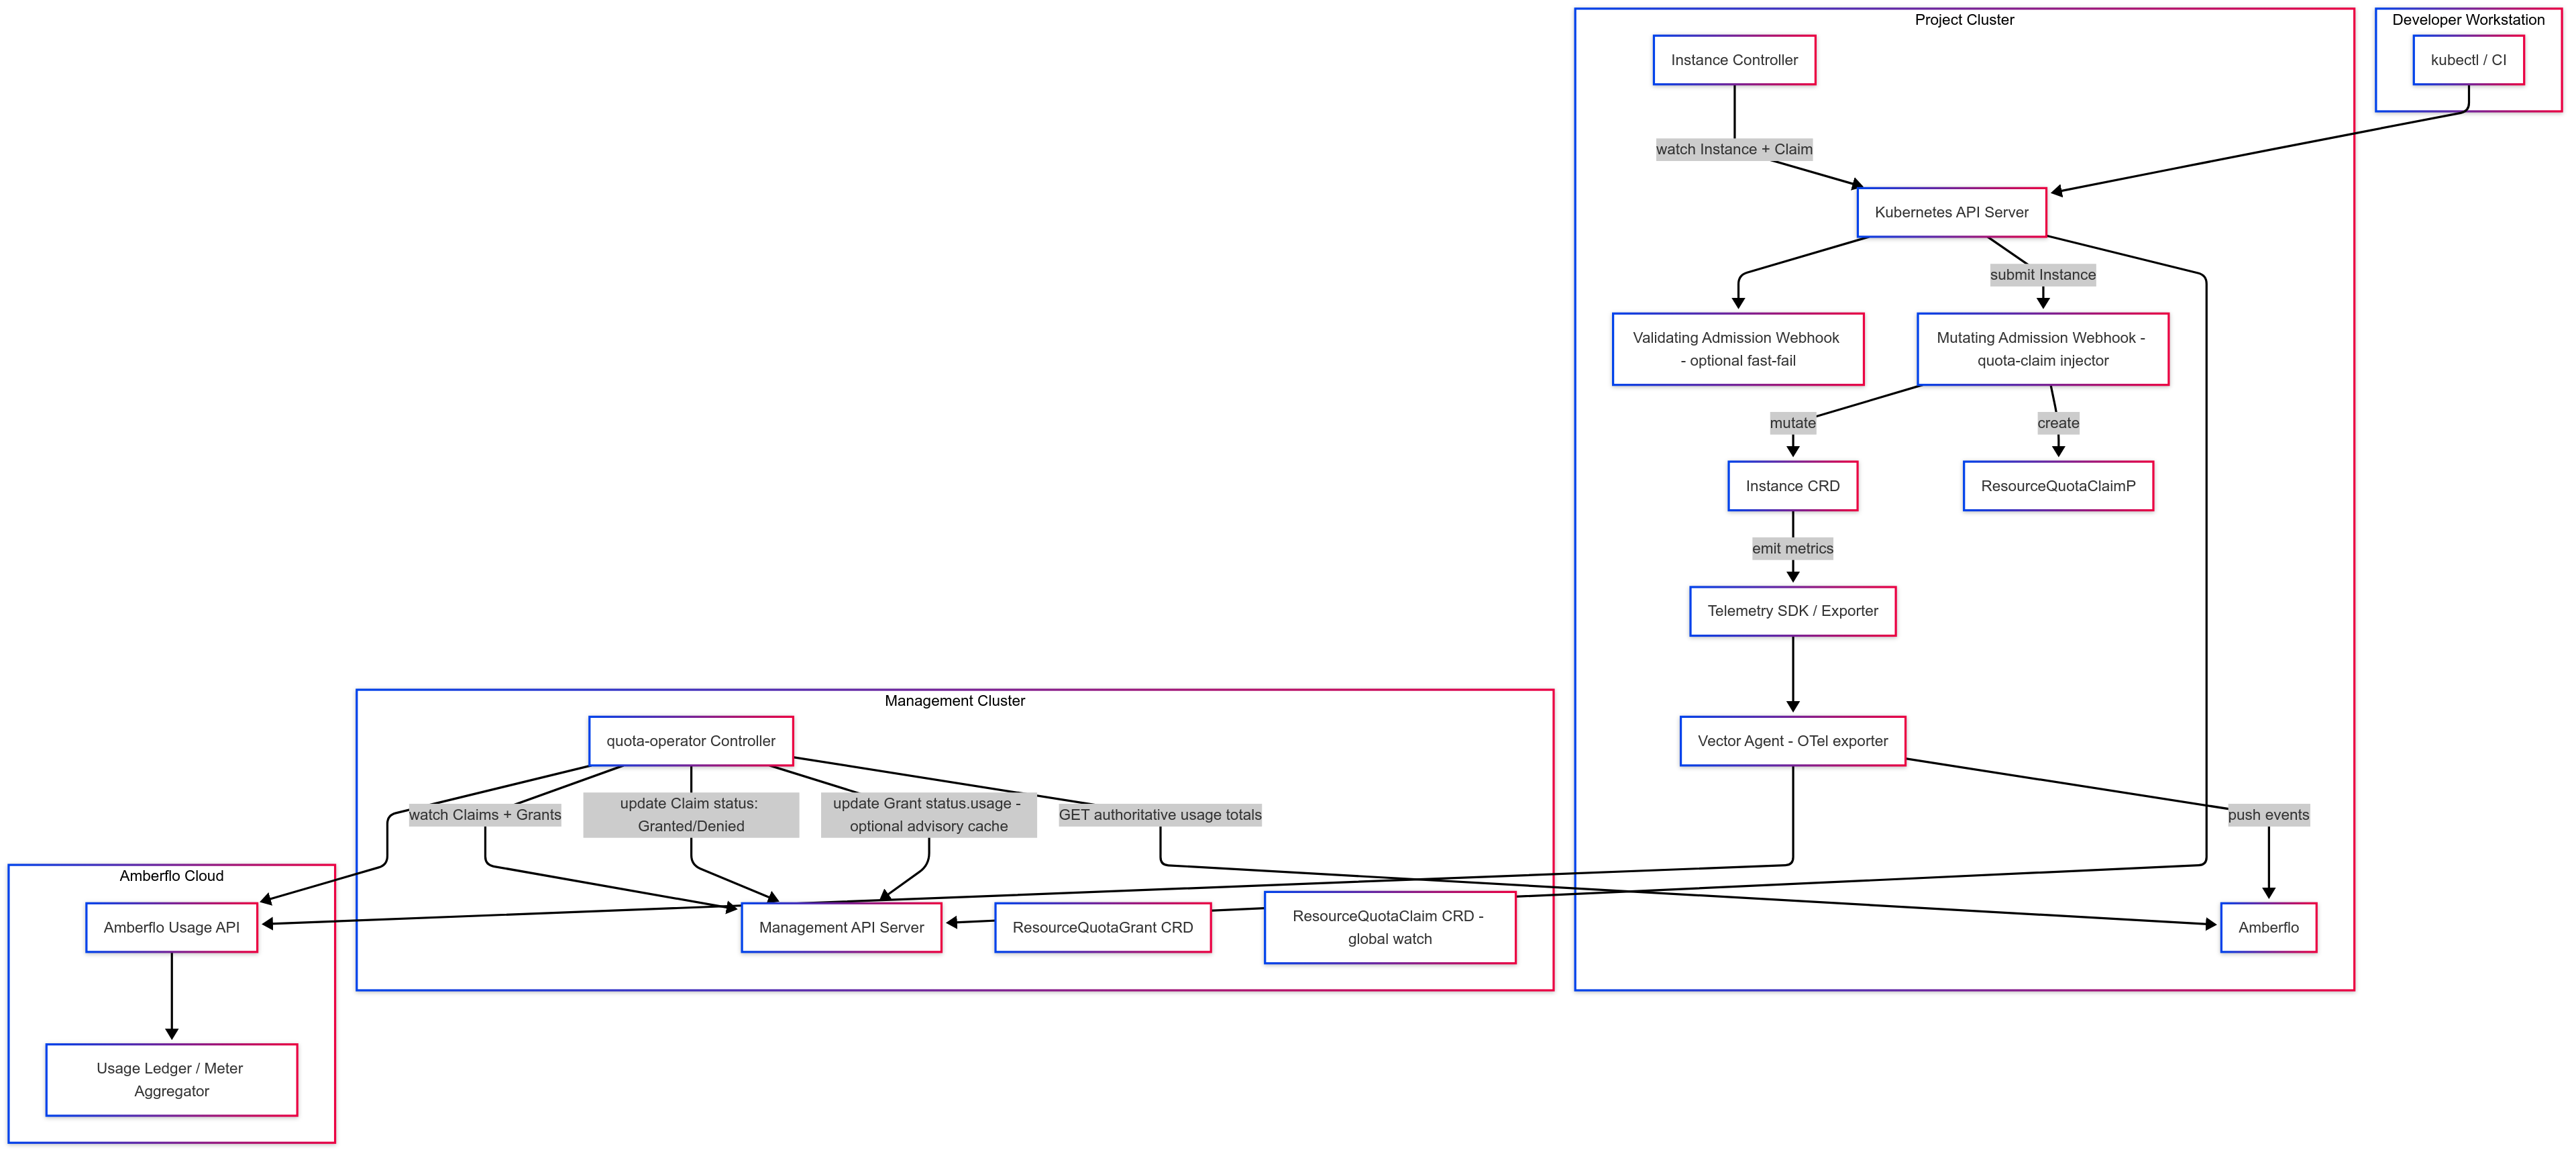 Project Cluster
Developer Workstation
Instance Controller
kubectl / CI
watch Instance + Claim
Kubernetes API Server
submit Instance
Validating Admission Webhook
- optional fast-fail
Mutating Admission Webhook -
quota-claim injector
mutate
create
Instance CRD
ResourceQuotaClaimP
emit metrics
Telemetry SDK / Exporter
Management Cluster
quota-operator Controller
Vector Agent - OTel exporter
watch Claims + Grants
update Claim status:
Granted/Denied
update Grant status.usage -
optional advisory cache
GET authoritative usage totals
push events
Amberflo Cloud
Amberflo Usage API
Management API Server
ResourceQuotaGrant CRD
ResourceQuotaClaim CRD -
global watch
Amberflo
Usage Ledger / Meter
Aggregator